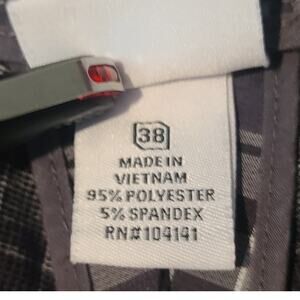 38
MADE IN
VIETNAM
95% POLYESTER
5% SPANDEX
RN#104141